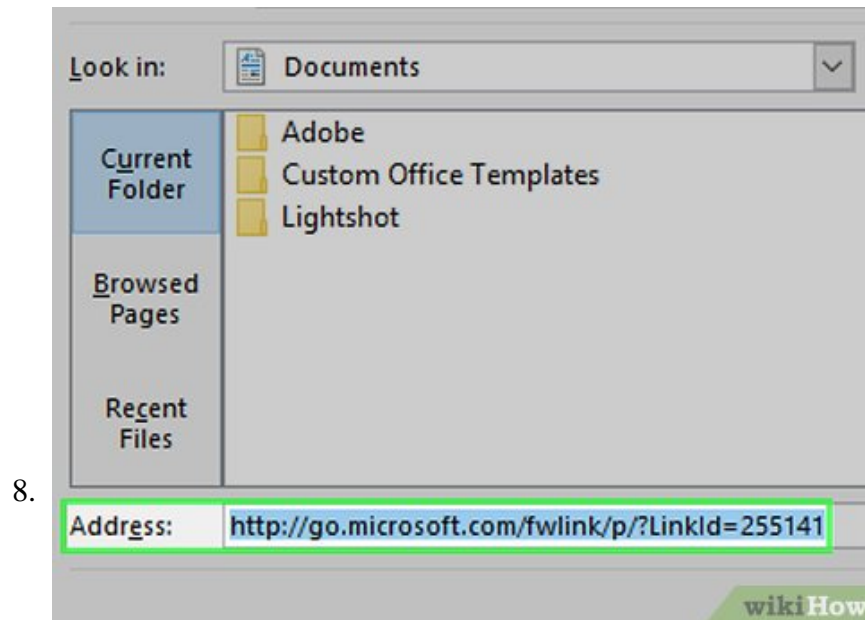 Look in:
Documents
Current
Folder
Adobe
Custom Office Templates
Lightshot
Browsed
Pages
Recent
Files
8.
Address:
http://go.microsoft.com/fwlink/p/?LinkId=255141
wikiHow